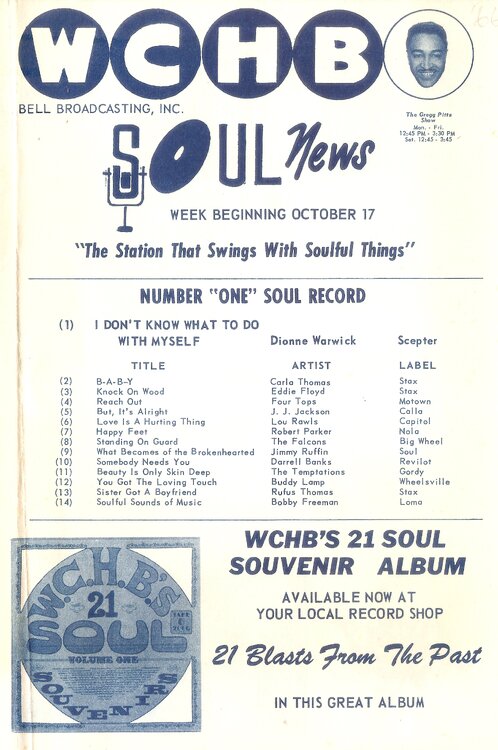 WCHB
BELL BROADCASTING, INC.
'66
The Gregg Pitts
Show
Mon. - Fri.
12:45 PM - 3:30 PM
Sat. 12:45 - 3:45
SOUL News
WEEK BEGINNING OCTOBER 17
"The Station That Swings With Soulful Things"
NUMBER "ONE" SOUL RECORD
(1) I DON'T KNOW WHAT TO DO
WITH MYSELF Dionne Warwick Scepter
TITLE ARTIST LABEL
(2) B-A-B-Y Carla Thomas Stax
(3) Knock On Wood Eddie Floyd Stax
(4) Reach Out Four Tops Motown
(5) But, It's Alright J. J. Jackson Calla
(6) Love Is A Hurting Thing Lou Rawls Capitol
(7) Happy Feet Robert Parker Nola
(8) Standing On Guard The Falcons Big Wheel
(9) What Becomes of the Brokenhearted Jimmy Ruffin Soul
(10) Somebody Needs You Darrell Banks Revilot
(11) Beauty Is Only Skin Deep The Temptations Gordy
(12) You Got The Loving Touch Buddy Lamp Wheelsville
(13) Sister Got A Boyfriend Rufus Thomas Stax
(14) Soulful Sounds of Music Bobby Freeman Loma
W.C.H.B.'s
21
SOUL
VOLUME ONE
SOUVENIRS
WCHB'S 21 SOUL
SOUVENIR ALBUM
AVAILABLE NOW AT
YOUR LOCAL RECORD SHOP
21 Blasts From The Past
IN THIS GREAT ALBUM